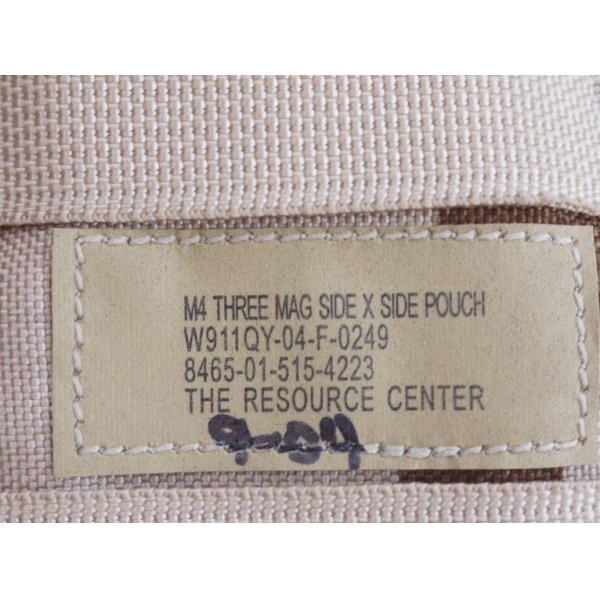 M4 THREE MAG SIDE X SIDE POUCH
W911QY-04-F-0249
8465-01-515-4223
THE RESOURCE CENTER
9-04